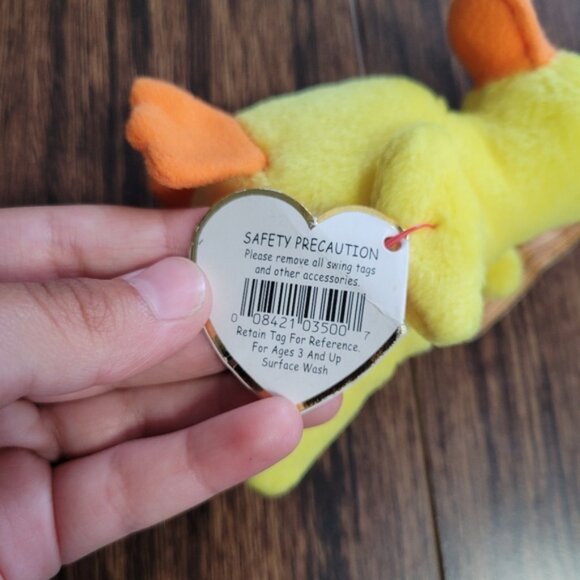 SAFETY PRECAUTION
Please remove all swing tags
and other accessories.
0 08421 03500 7
Retain Tag For Reference.
For Ages 3 And Up
Surface Wash